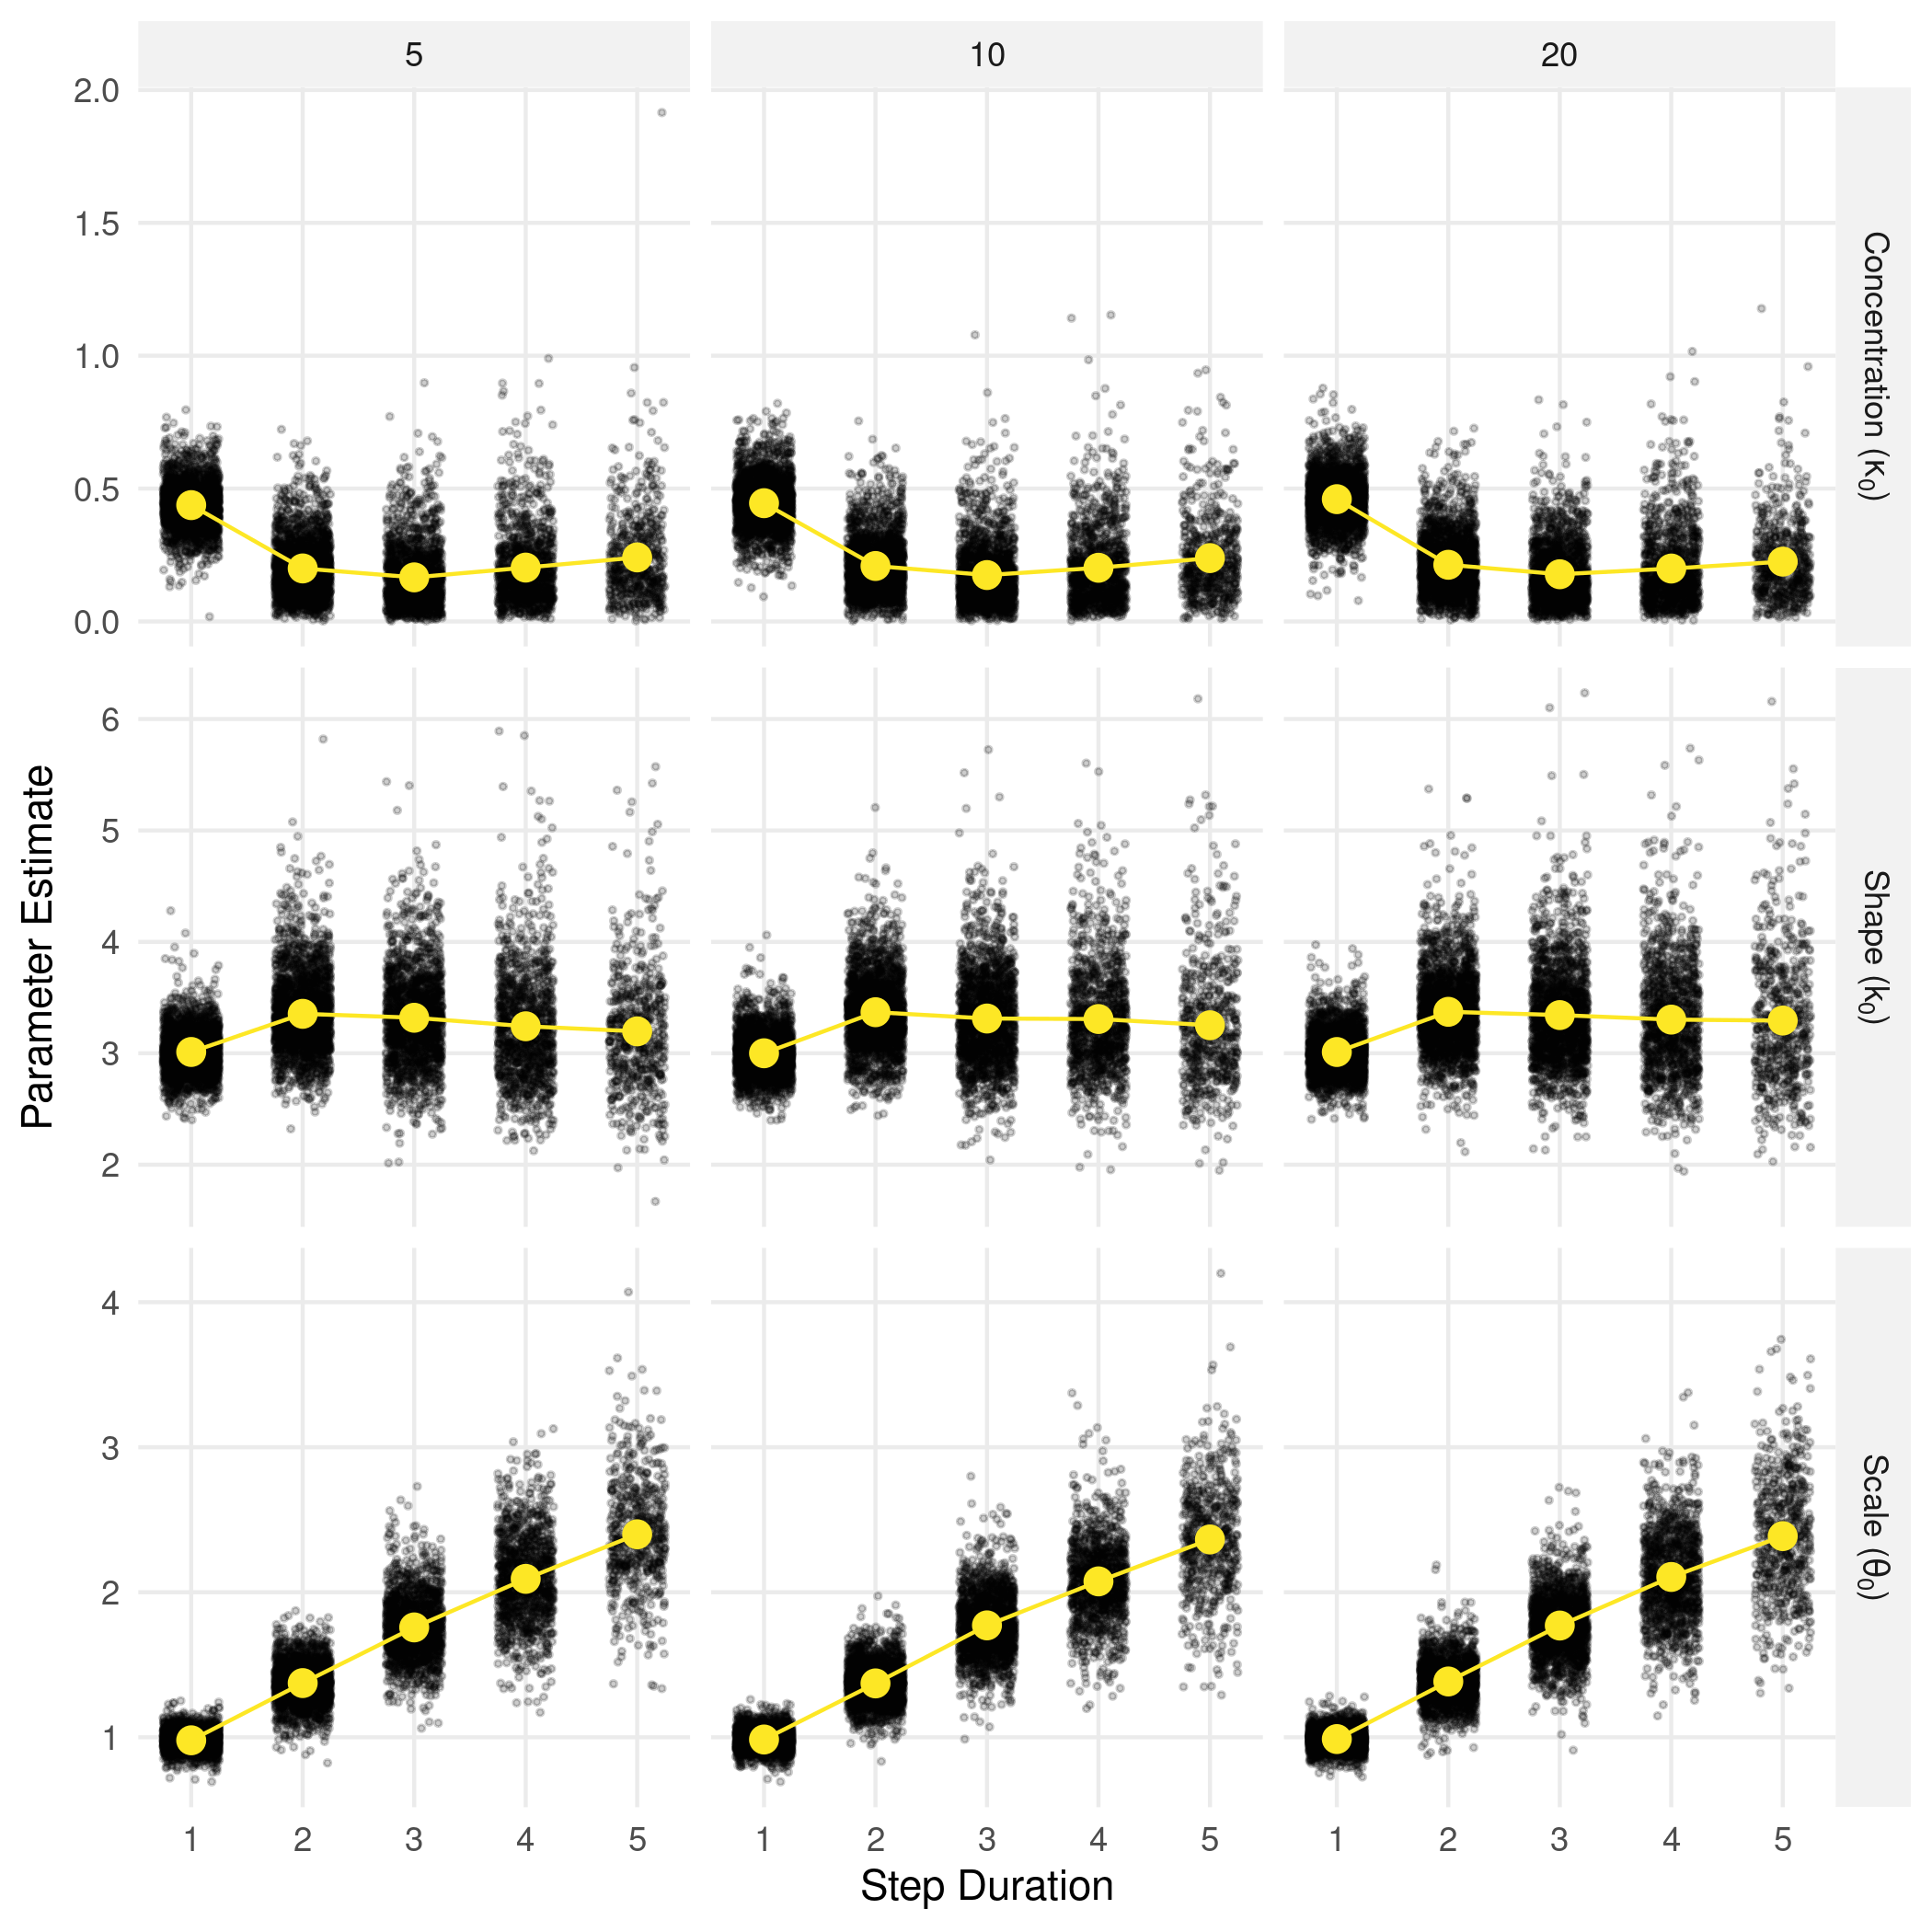 5 10 20
2.0
1.5
1.0
0.5
0.0
Concentration (κ₀)
6
5
4
3
2
Shape (k₀)
Parameter Estimate
4
3
2
1
Scale (θ₀)
1 2 3 4 5 1 2 3 4 5 1 2 3 4 5
Step Duration